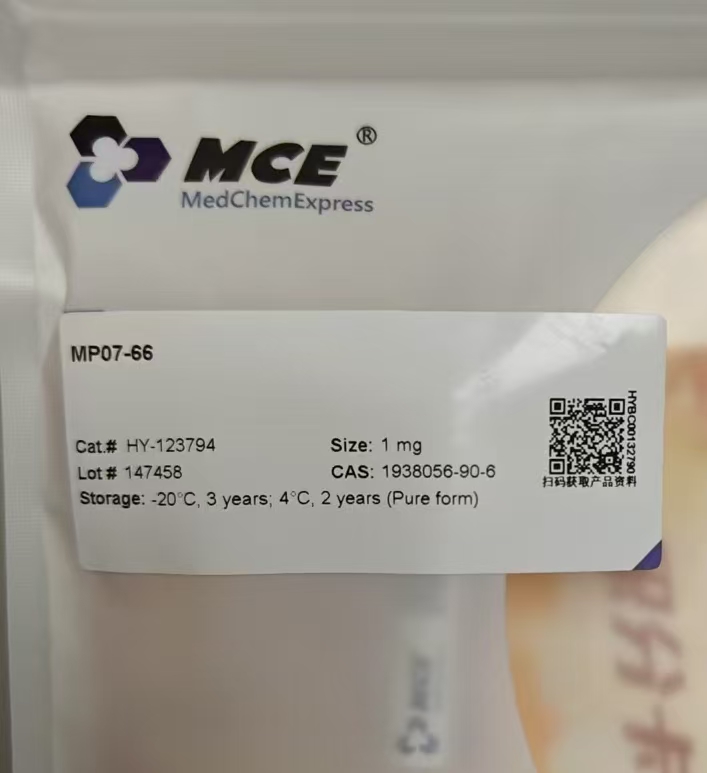 MCE®
MedChemExpress
MP07-66
Cat.# HY-123794
Size: 1 mg
Lot# 147458
CAS: 1938056-90-6
Storage: -20°C, 3 years; 4°C, 2 years (Pure form)
HYBC00132790
扫码获取产品资料
MCE